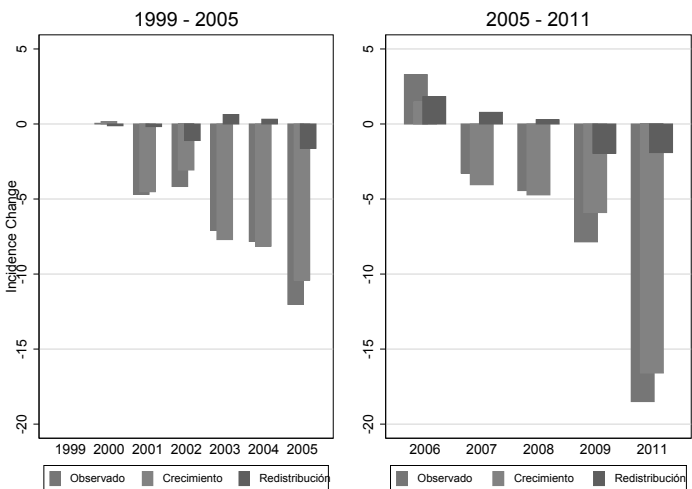 1999 - 2005
2005 - 2011
Incidence Change
5
0
-5
-10
-15
-20
1999 2000 2001 2002 2003 2004 2005
Observado Crecimiento Redistribución
5
0
-5
-10
-15
-20
2006 2007 2008 2009 2011
Observado Crecimiento Redistribución